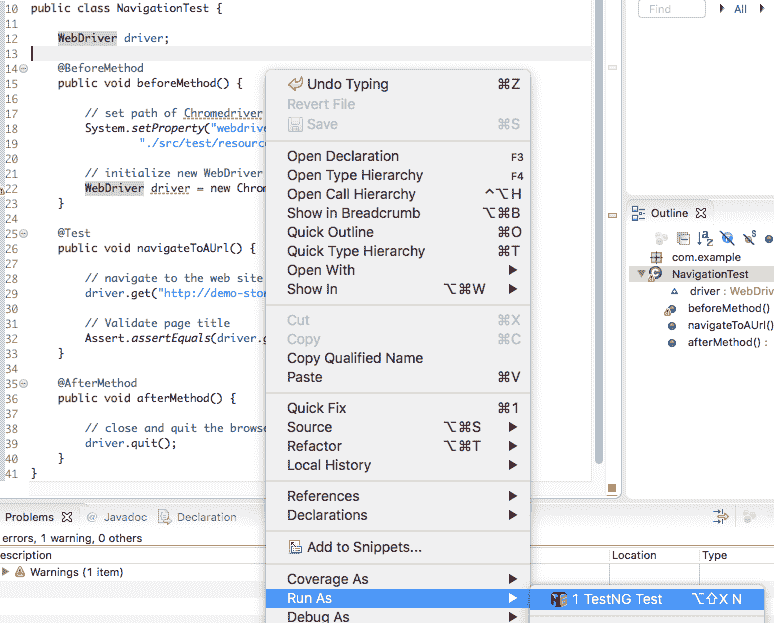 10 public class NavigationTest {
11
12 WebDriver driver;
13
14 @BeforeMethod
15 public void beforeMethod() {
16
17 // set path of Chromedriver
18 System.setProperty("webdrive
19 "./src/test/resourc
20
21 // initialize new WebDriver
22 WebDriver driver = new Chrom
23 }
24
25 @Test
26 public void navigateToAUrl() {
27
28 // navigate to the web site
29 driver.get("http://demo-stor
30
31 // Validate page title
32 Assert.assertEquals(driver.g
33 }
34
35 @AfterMethod
36 public void afterMethod() {
37
38 // close and quit the browse
39 driver.quit();
40 }
41 }
Undo Typing ⌘Z
Revert File
Save ⌘S
Open Declaration F3
Open Type Hierarchy F4
Open Call Hierarchy ^⌥H
Show in Breadcrumb ⌥⌘B
Quick Outline ⌘O
Quick Type Hierarchy ⌘T
Open With
Show In ⌥⌘W
Cut ⌘X
Copy ⌘C
Copy Qualified Name
Paste ⌘V
Quick Fix ⌘1
Source ⌥⌘S
Refactor ⌥⌘T
Local History
References
Declarations
Add to Snippets...
Coverage As
Run As
Debug As
1 TestNG Test ⌥⇧X N
Find
All
Outline
com.example
NavigationTest
driver : WebDriv
beforeMethod()
navigateToAUrl()
afterMethod() :
Problems @ Javadoc Declaration
errors, 1 warning, 0 others
escription Location Type
Warnings (1 item)